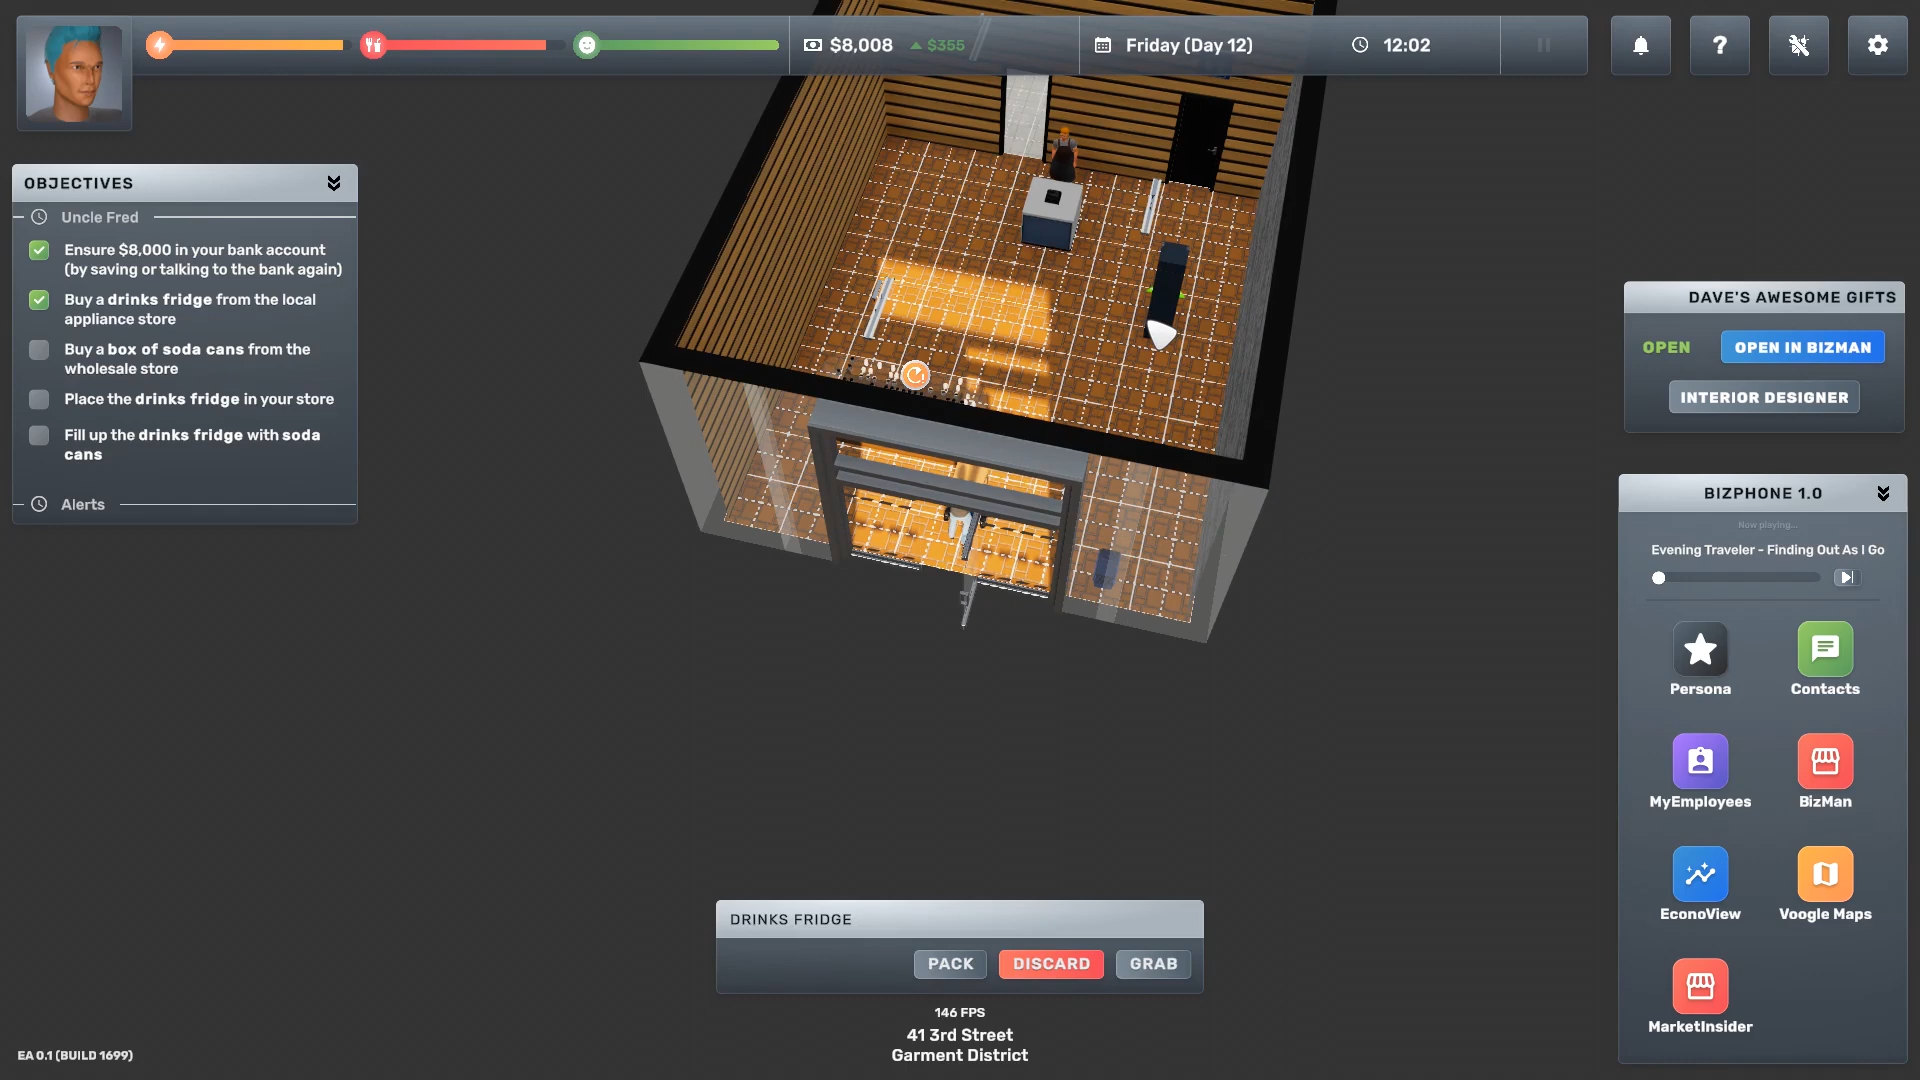 $8,008
$355
Friday (Day 12)
12:02
?
OBJECTIVES
Uncle Fred
Ensure $8,000 in your bank account
(by saving or talking to the bank again)
Buy a drinks fridge from the local
appliance store
Buy a box of soda cans from the
wholesale store
Place the drinks fridge in your store
Fill up the drinks fridge with soda
cans
Alerts
DAVE'S AWESOME GIFTS
OPEN
OPEN IN BIZMAN
INTERIOR DESIGNER
BIZPHONE 1.0
Now playing...
Evening Traveler - Finding Out As I Go
Persona
Contacts
MyEmployees
BizMan
EconoView
Voogle Maps
MarketInsider
DRINKS FRIDGE
PACK
DISCARD
GRAB
146 FPS
41 3rd Street
Garment District
EA 0.1 (BUILD 1699)